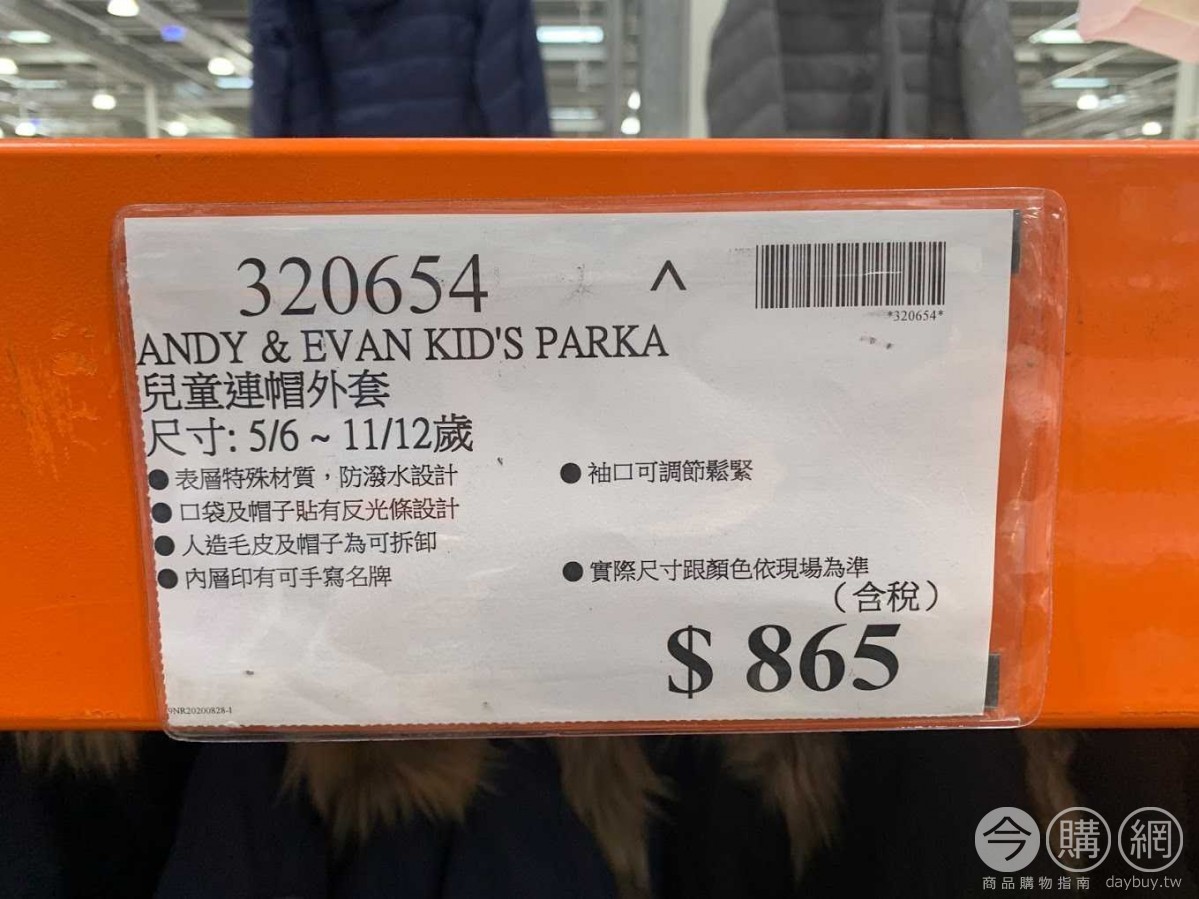 320654
^
*320654*
ANDY & EVAN KID'S PARKA
兒童連帽外套
尺寸: 5/6 ~ 11/12歲
● 表層特殊材質，防潑水設計
● 袖口可調節鬆緊
● 口袋及帽子貼有反光條設計
● 人造毛皮及帽子為可拆卸
● 內層印有可手寫名牌
● 實際尺寸跟顏色依現場為準
（含稅）
$ 865
9NR20200828-1
今購網
商品購物指南 daybuy.tw